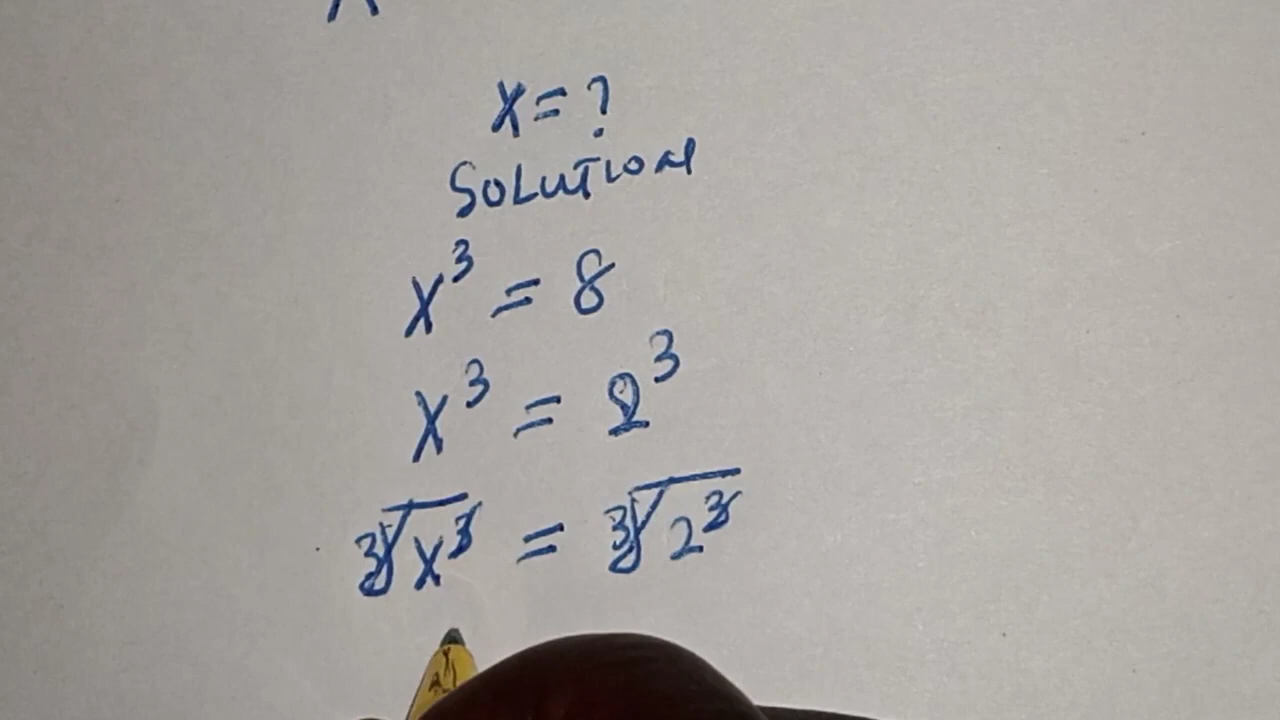 x = ?
SOLUTION
x³ = 8
x³ = 2³
∛x³ = ∛2³